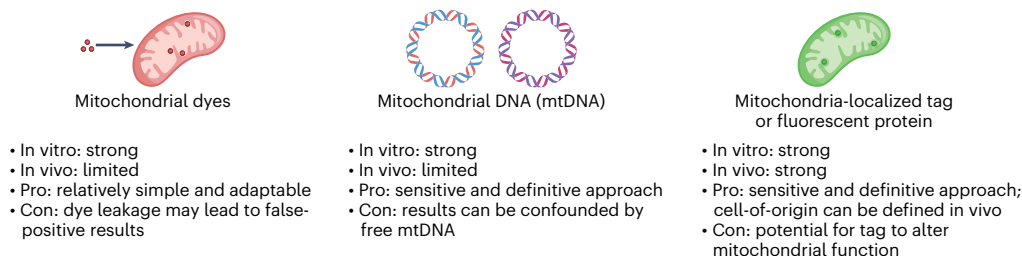 Mitochondrial dyes
• In vitro: strong
• In vivo: limited
• Pro: relatively simple and adaptable
• Con: dye leakage may lead to false-
positive results
Mitochondrial DNA (mtDNA)
• In vitro: strong
• In vivo: limited
• Pro: sensitive and definitive approach
• Con: results can be confounded by
free mtDNA
Mitochondria-localized tag
or fluorescent protein
• In vitro: strong
• In vivo: strong
• Pro: sensitive and definitive approach;
cell-of-origin can be defined in vivo
• Con: potential for tag to alter
mitochondrial function